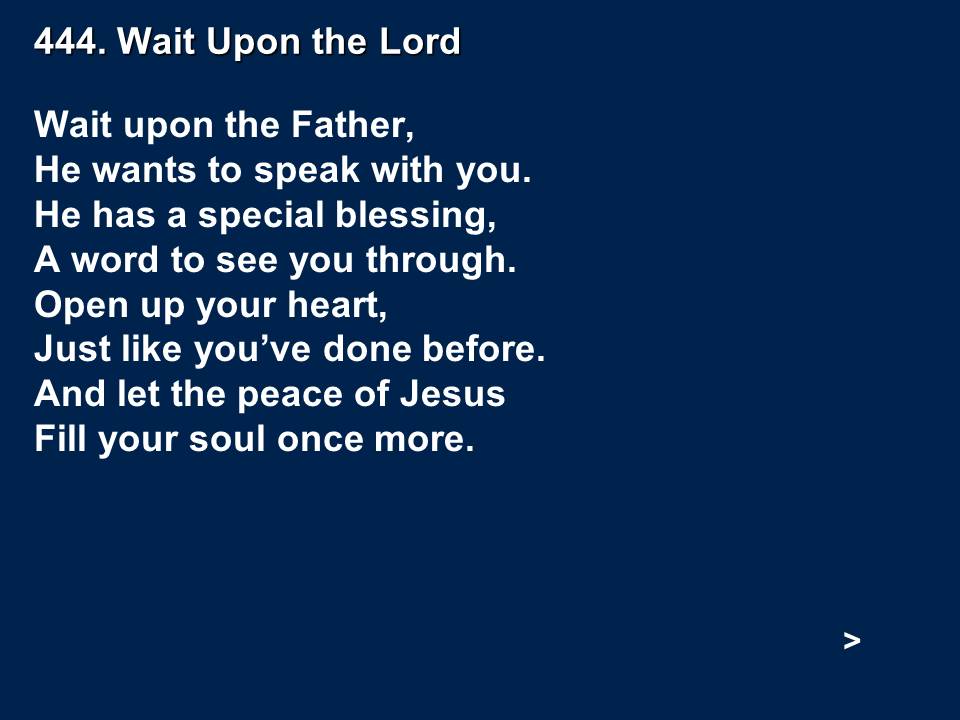 444. Wait Upon the Lord
Wait upon the Father,
He wants to speak with you.
He has a special blessing,
A word to see you through.
Open up your heart,
Just like you’ve done before.
And let the peace of Jesus
Fill your soul once more.
>